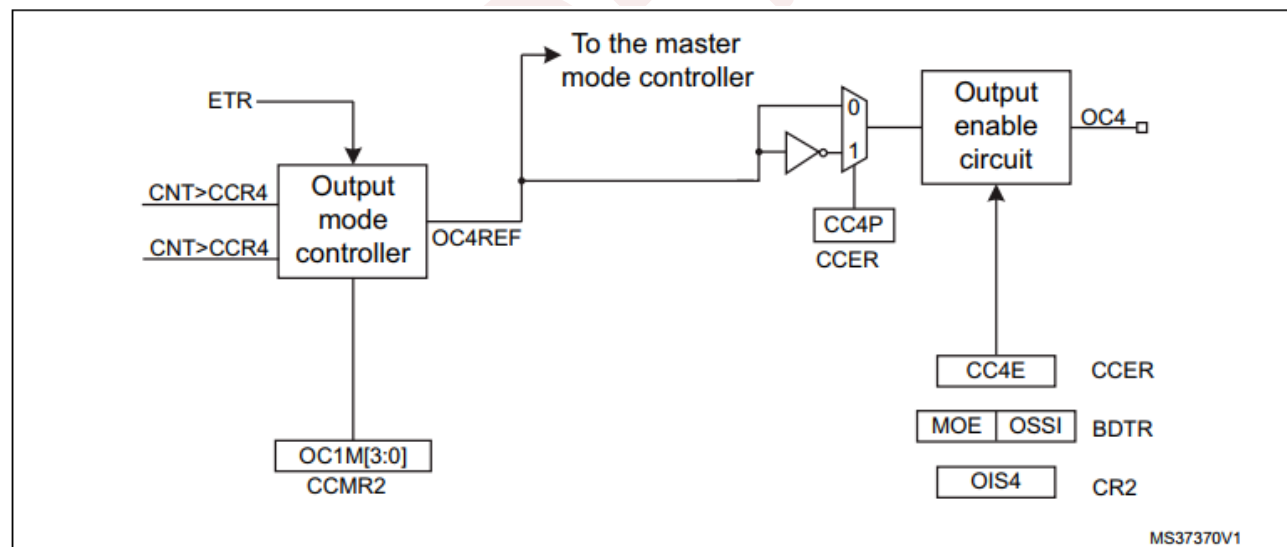 To the master
mode controller
ETR
0
1
Output
enable
circuit
OC4
CNT>CCR4
CNT>CCR4
Output
mode
controller
OC4REF
CC4P
CCER
CC4E
CCER
MOE
OSSI
BDTR
OC1M[3:0]
CCMR2
OIS4
CR2
MS37370V1